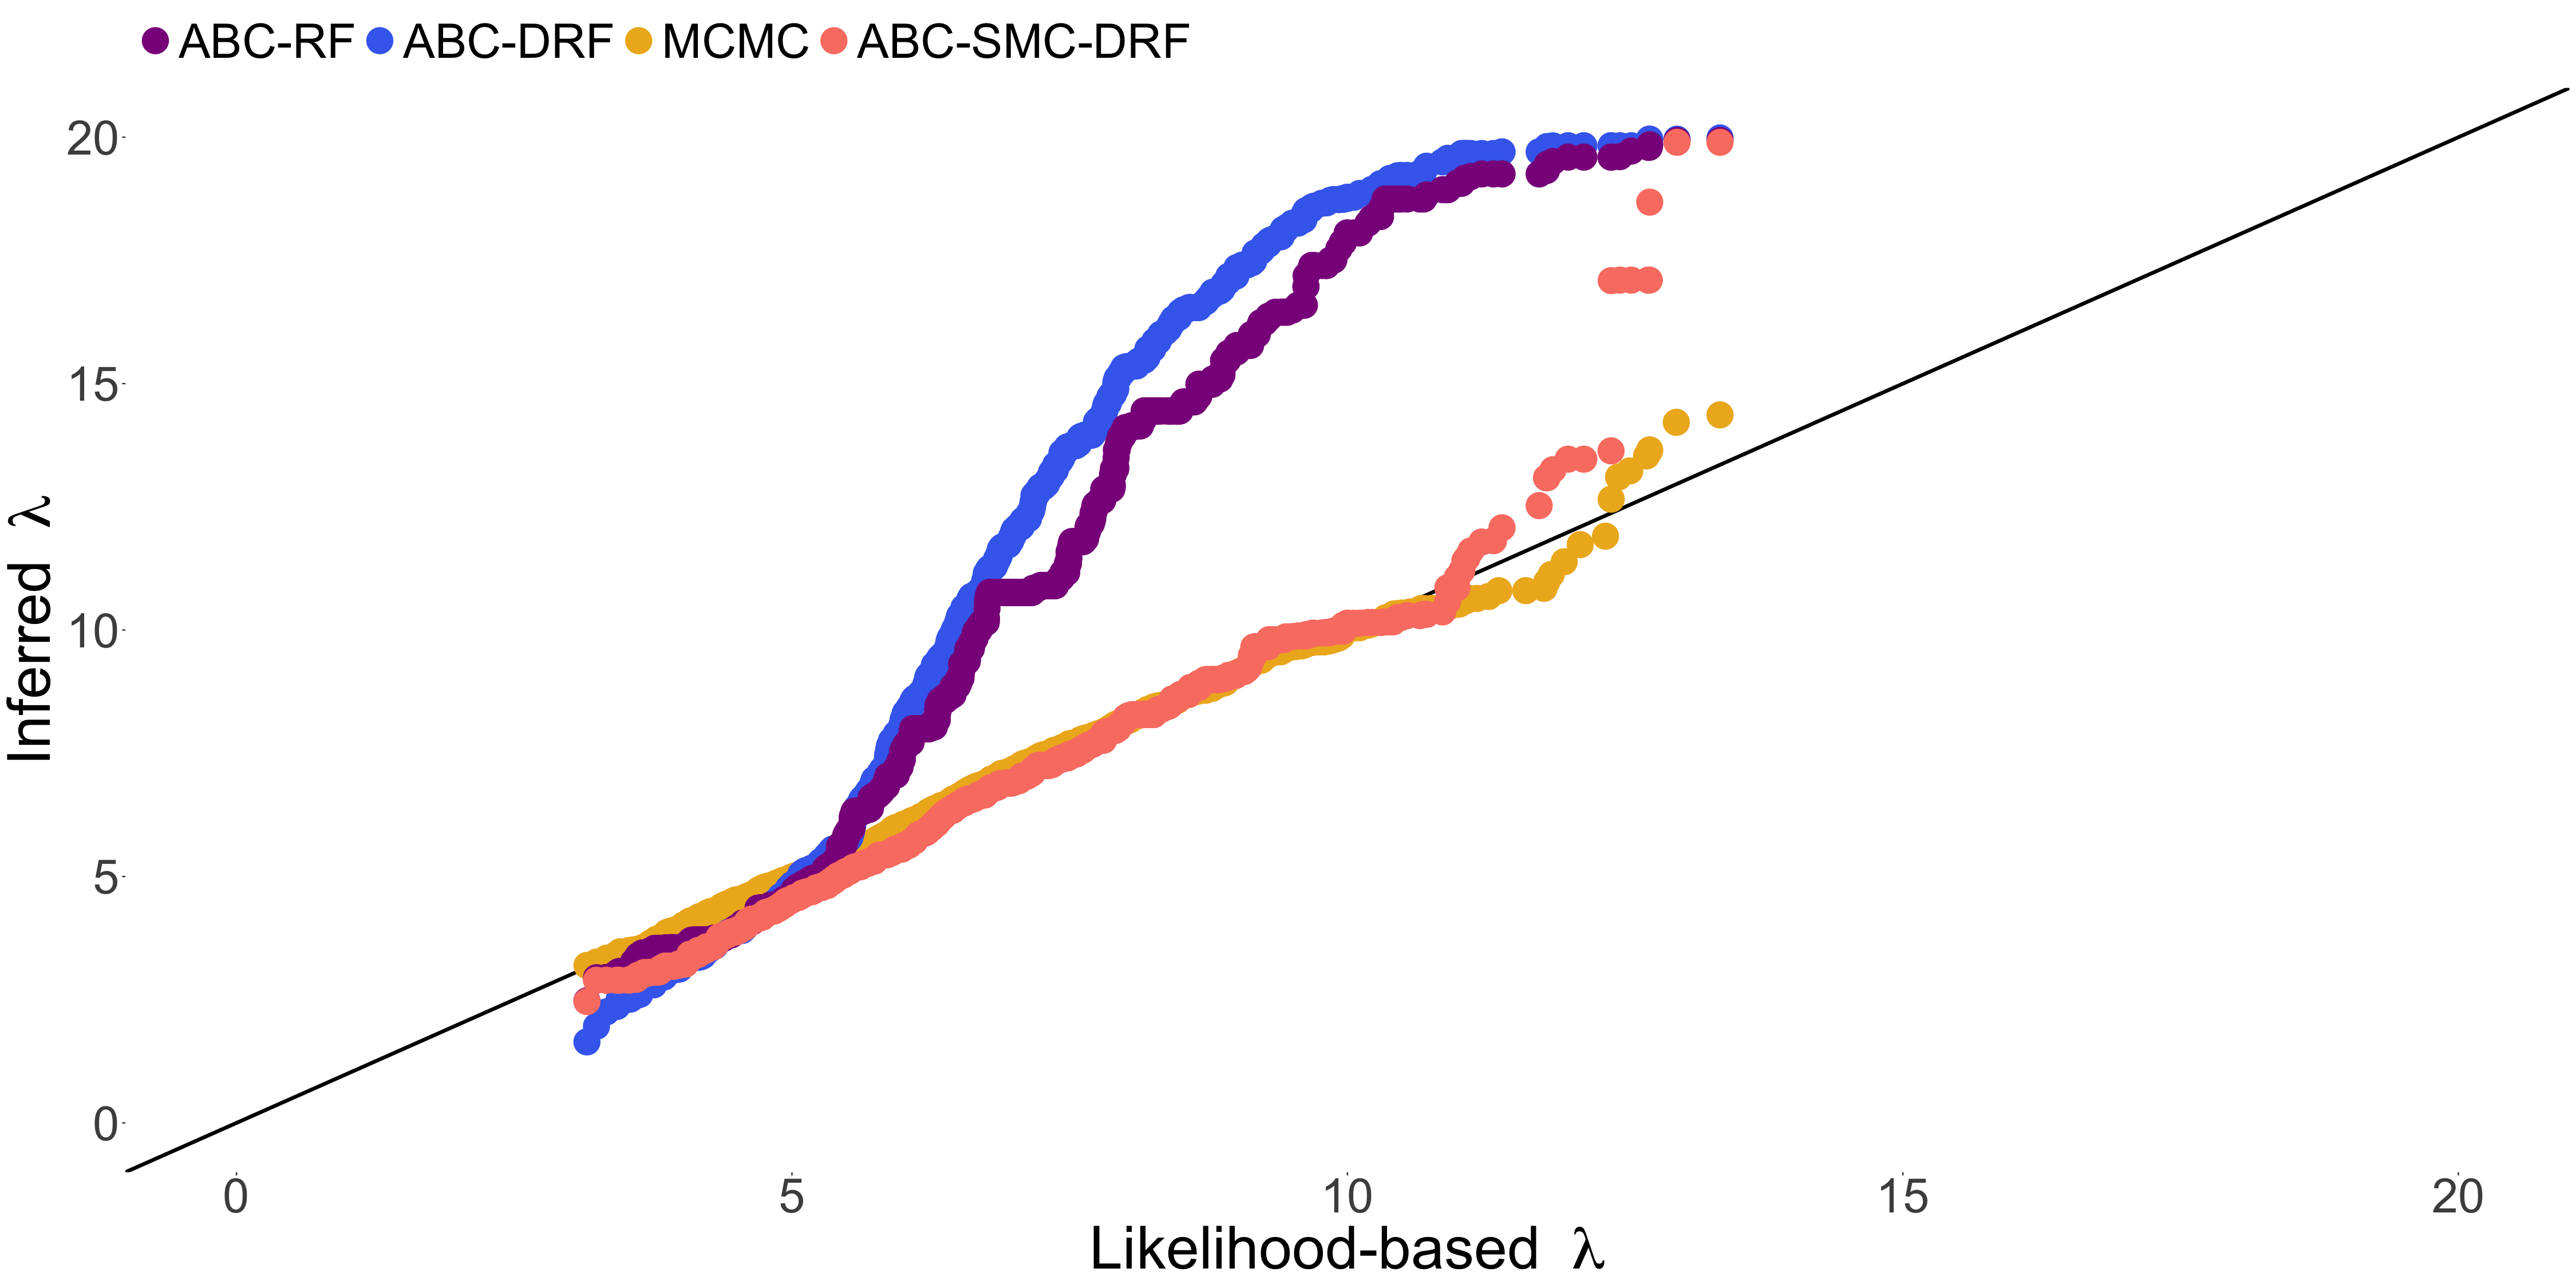 ABC-RF ABC-DRF MCMC ABC-SMC-DRF
20
15
10
5
0
Inferred λ
0 5 10 15 20
Likelihood-based λ